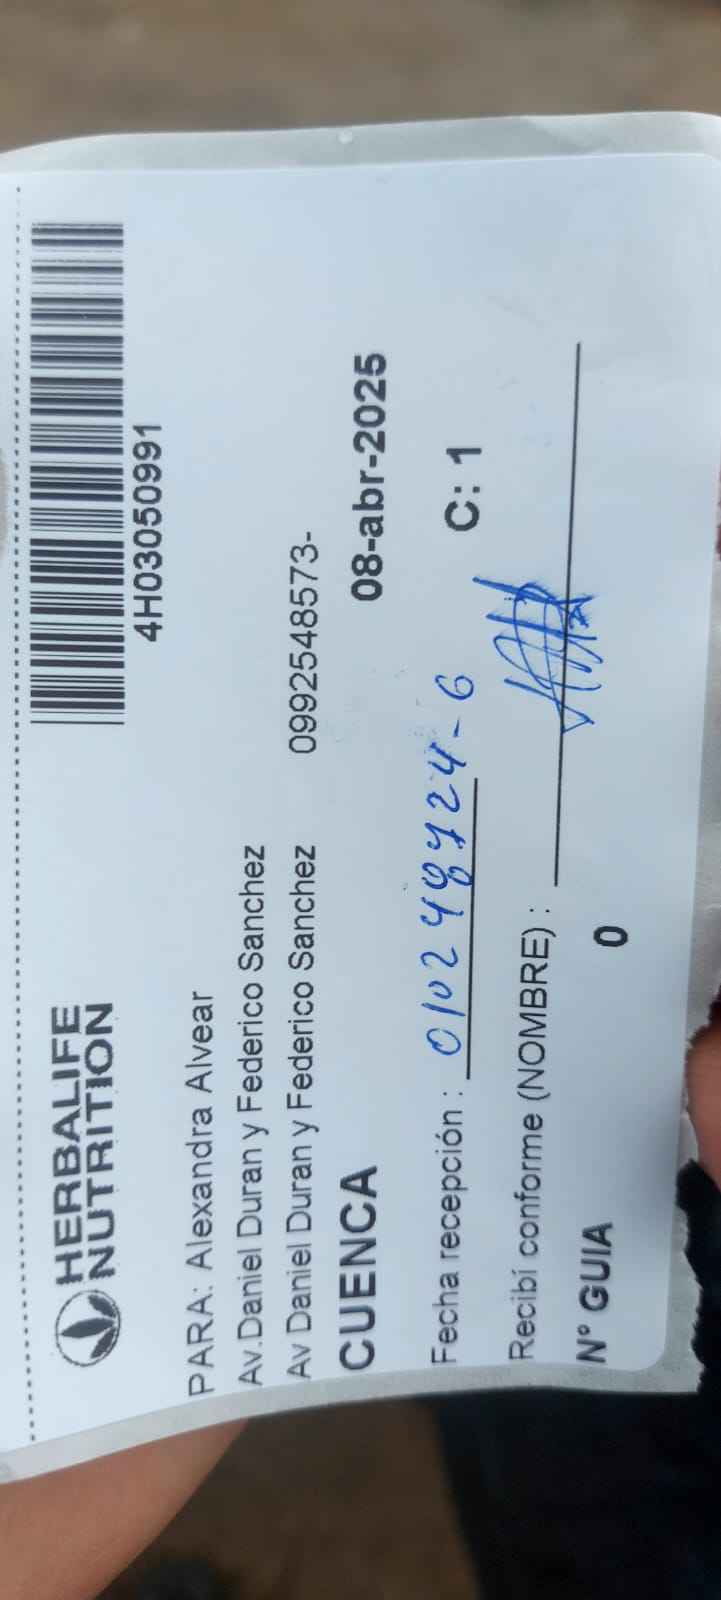 HERBALIFE
NUTRITION
4H03050991
PARA: Alexandra Alvear
Av.Daniel Duran y Federico Sanchez
Av Daniel Duran y Federico Sanchez 0992548573-
CUENCA 08-abr-2025
Fecha recepción : 010248724-6 C: 1
Recibí conforme (NOMBRE) :
N° GUIA 0